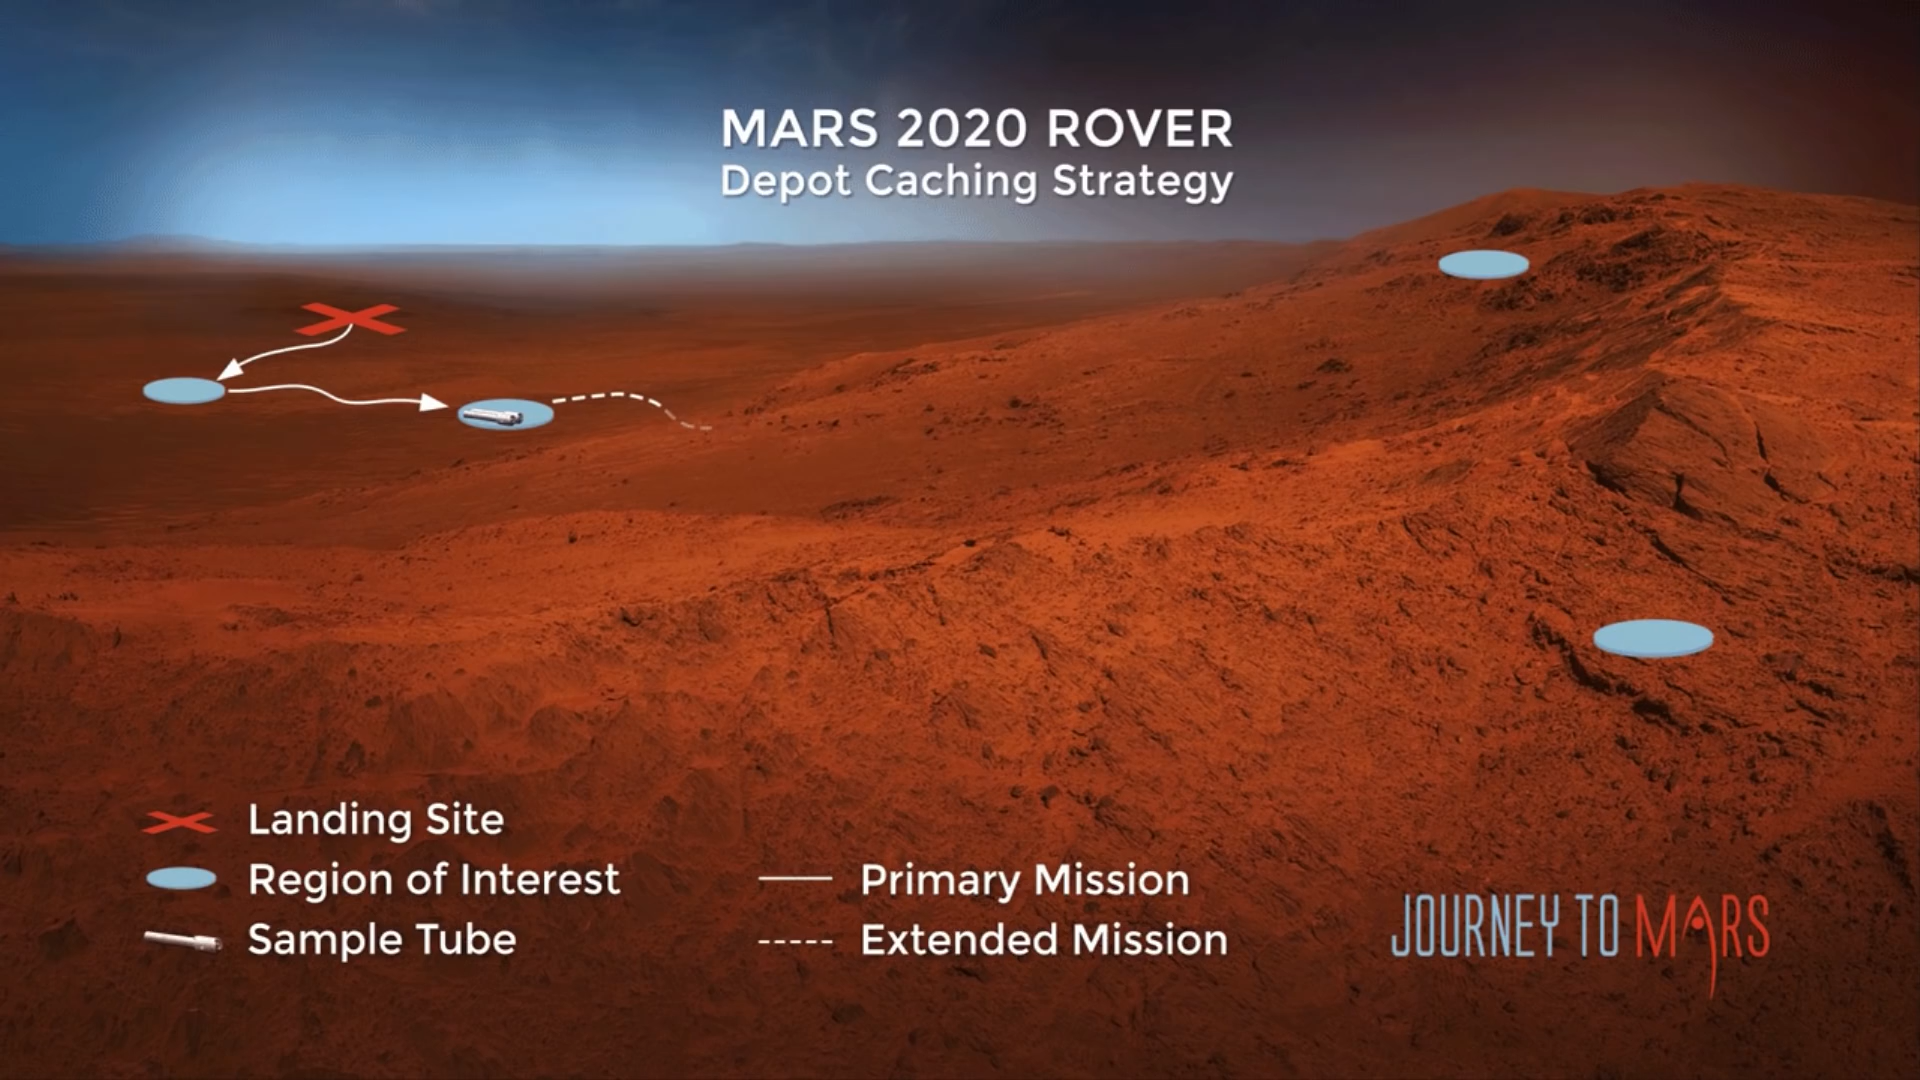 MARS 2020 ROVER
Depot Caching Strategy
Landing Site
Region of Interest
Sample Tube
Primary Mission
Extended Mission
JOURNEY TO MARS